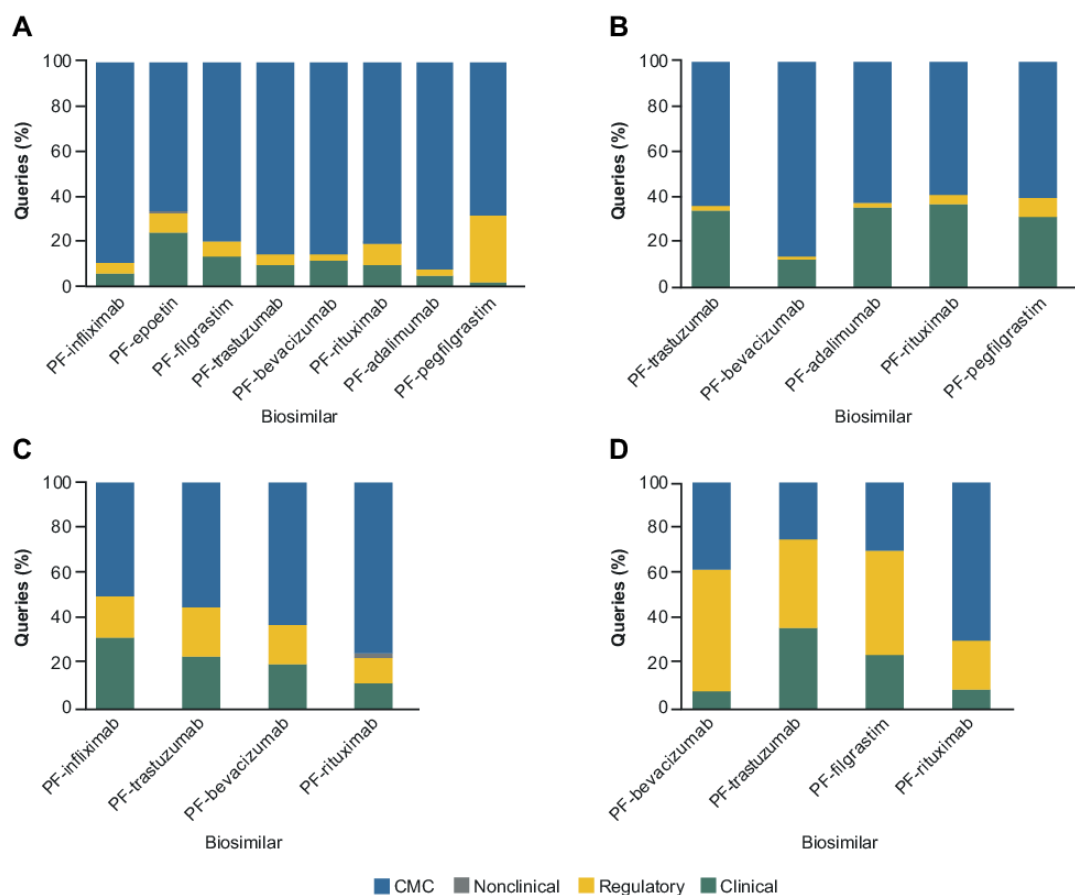 A
Queries (%)
100
80
60
40
20
0
PF-infliximab
PF-epoetin
PF-filgrastim
PF-trastuzumab
PF-bevacizumab
PF-rituximab
PF-adalimumab
PF-pegfilgrastim
Biosimilar
B
Queries (%)
100
80
60
40
20
0
PF-trastuzumab
PF-bevacizumab
PF-adalimumab
PF-rituximab
PF-pegfilgrastim
Biosimilar
C
Queries (%)
100
80
60
40
20
0
PF-infliximab
PF-trastuzumab
PF-bevacizumab
PF-rituximab
Biosimilar
D
Queries (%)
100
80
60
40
20
0
PF-bevacizumab
PF-trastuzumab
PF-filgrastim
PF-rituximab
Biosimilar
CMC Nonclinical Regulatory Clinical